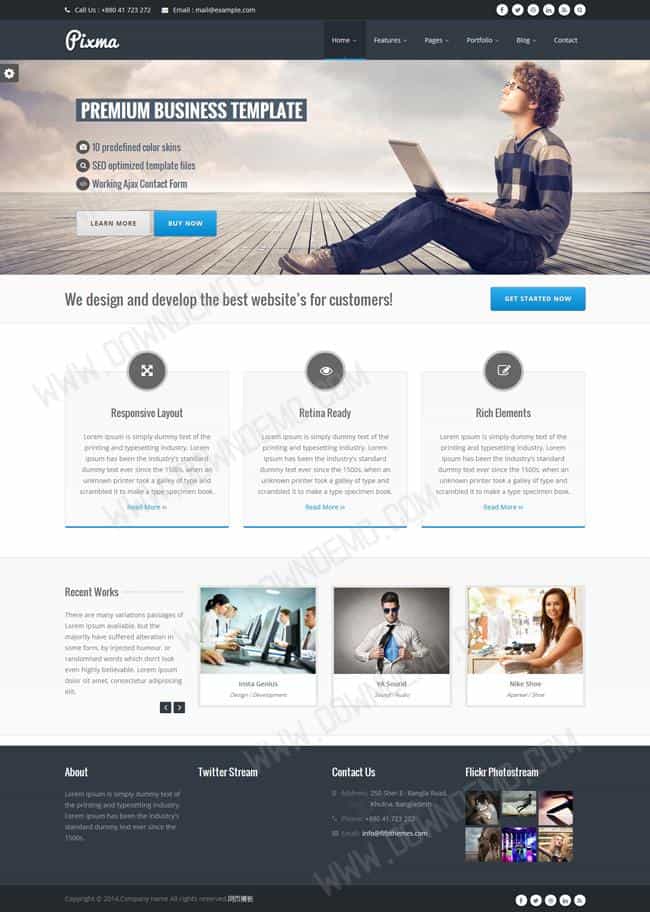 Call Us : +880 41 723 272 Email : mail@example.com
Pixma
Home Features Pages Portfolio Blog Contact
PREMIUM BUSINESS TEMPLATE
10 predefined color skins
SEO optimized template files
Working Ajax Contact Form
LEARN MORE BUY NOW
We design and develop the best website's for customers!
GET STARTED NOW
Responsive Layout
Lorem Ipsum is simply dummy text of the
printing and typesetting industry. Lorem
Ipsum has been the industry's standard
dummy text ever since the 1500s, when an
unknown printer took a galley of type and
scrambled it to make a type specimen book.
Read More »
Retina Ready
Lorem Ipsum is simply dummy text of the
printing and typesetting industry. Lorem
Ipsum has been the industry's standard
dummy text ever since the 1500s, when an
unknown printer took a galley of type and
scrambled it to make a type specimen book.
Read More »
Rich Elements
Lorem Ipsum is simply dummy text of the
printing and typesetting industry. Lorem
Ipsum has been the industry's standard
dummy text ever since the 1500s, when an
unknown printer took a galley of type and
scrambled it to make a type specimen book.
Read More »
Recent Works
There are many variations passages of
Lorem Ipsum available, but the
majority have suffered alteration in
some form, by injected humour, or
randomised words which don't look
even highly believable. Lorem Ipsum
dolor sit amet, consectetur adipisicing
elit.
Insta Genius
Design / Development
YA Sound
Sound / Audio
Nike Shoe
Apareal / Shoe
About
Lorem Ipsum is simply dummy text of
the printing and typesetting industry.
Lorem Ipsum has been the industry's
standard dummy text ever since the
1500s.
Twitter Stream
Contact Us
Address: 250 Sher E- Bangla Road,
Khulna, Bangladesh
Phone: +880 41 723 272
Email: info@fifothemes.com
Flickr Photostream
Copyright © 2014.Company name All rights reserved.网页模板
WWW.DOWNDEMO.COM
WWW.DOWNDEMO.COM
WWW.DOWNDEMO.COM
WWW.DOWNDEMO.COM
WWW.DOWNDEMO.COM